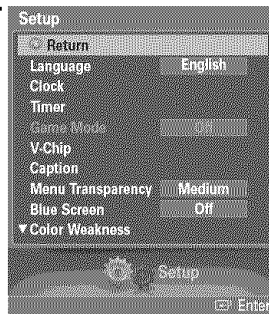 Setup
Return
Language English
Clock
Timer
Game Mode Off
V-Chip
Caption
Menu Transparency Medium
Blue Screen Off
▼Color Weakness
Setup
Enter